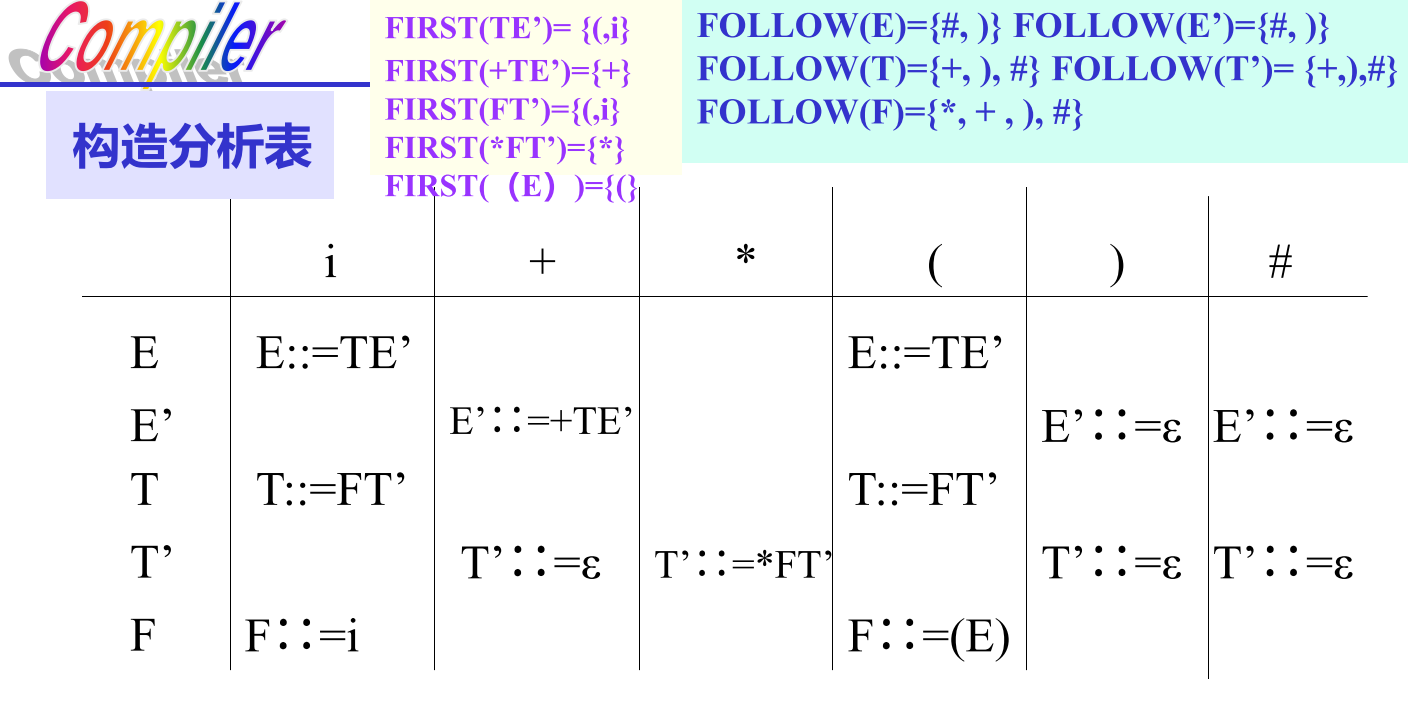 Compiler
构造分析表
FIRST(TE’)= {(,i}
FIRST(+TE’)={+}
FIRST(FT’)={(,i}
FIRST(*FT’)={*}
FIRST(（E）)={(}
FOLLOW(E)={#, )} FOLLOW(E’)={#, )}
FOLLOW(T)={+, ), #} FOLLOW(T’)= {+,),#}
FOLLOW(F)={*, + , ), #}
i + * ( ) #
E E::=TE’ E::=TE’
E’ E’∷=+TE’ E’∷=ε E’∷=ε
T T::=FT’ T::=FT’
T’ T’∷=ε T’∷=*FT’ T’∷=ε T’∷=ε
F F∷=i F∷=(E)